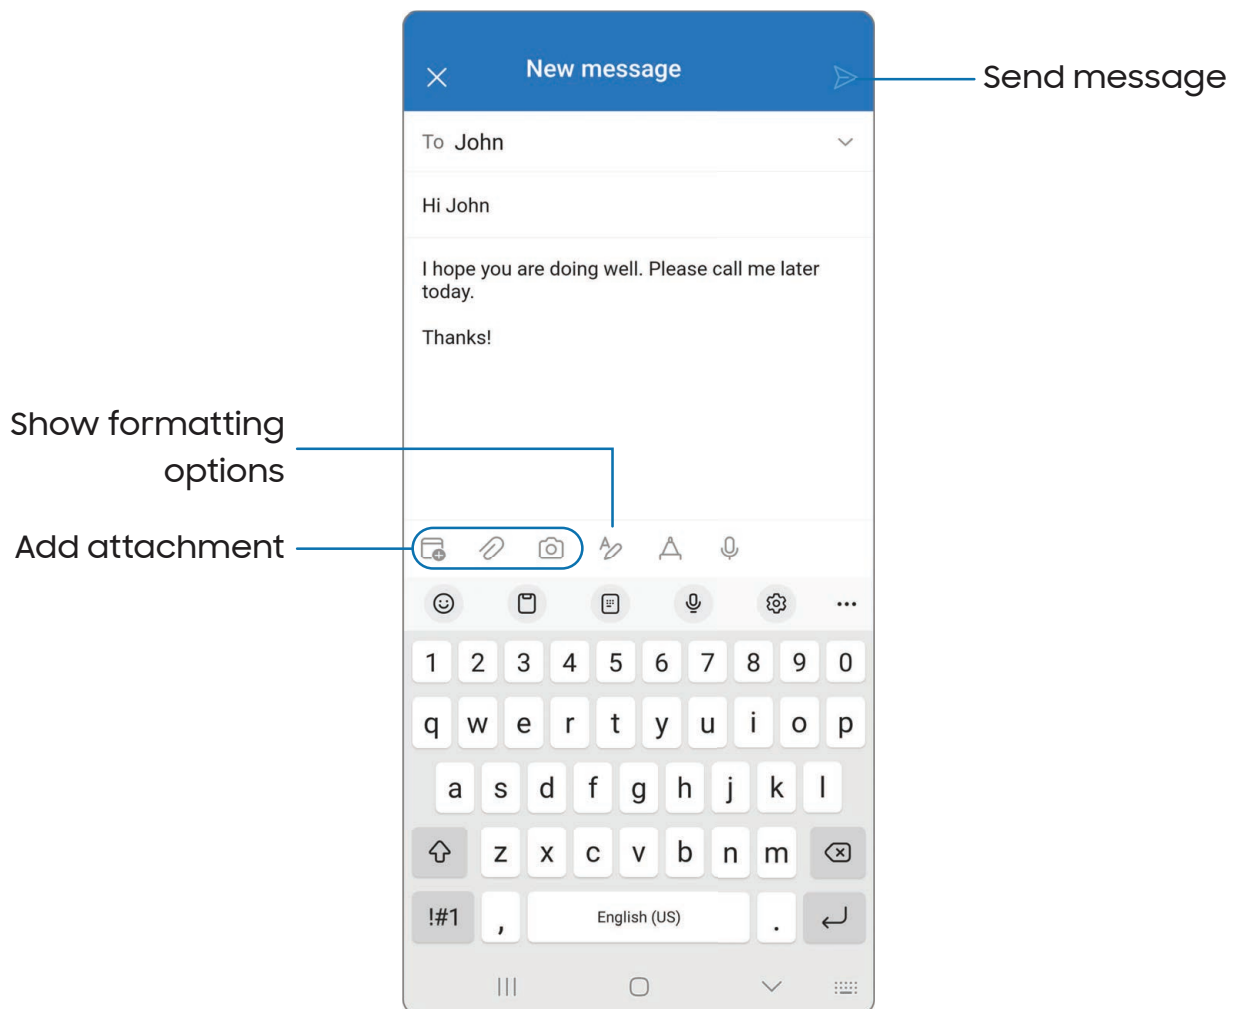 New message
Send message
To John
Hi John
I hope you are doing well. Please call me later
today.
Thanks!
Show formatting
options
Add attachment
1 2 3 4 5 6 7 8 9 0
q w e r t y u i o p
a s d f g h j k l
z x c v b n m
!#1 , English (US) .